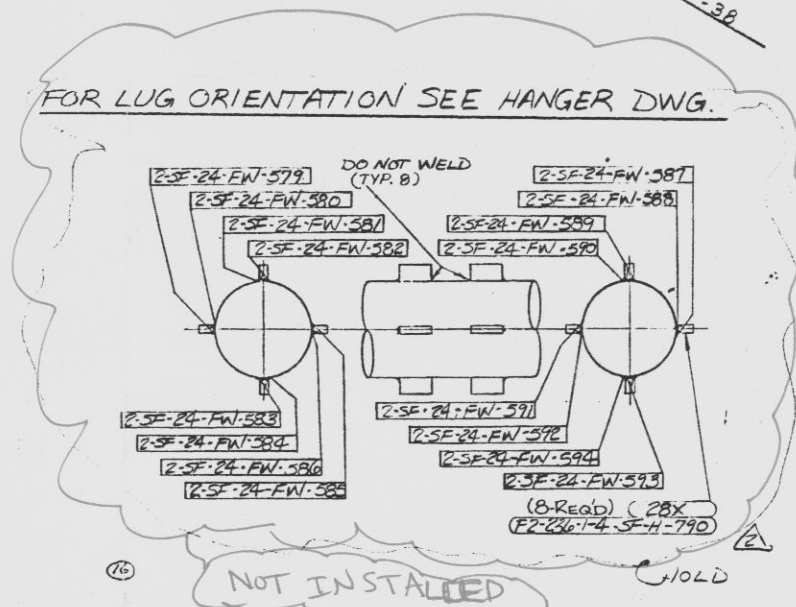 -38
FOR LUG ORIENTATION SEE HANGER DWG.
DO NOT WELD
(TYP. 8)
2-SF-24-FW-579
2-SF-24-FW-580
2-SF-24-FW-581
2-SF-24-FW-582
2-SF-24-FW-587
2-SF-24-FW-588
2-SF-24-FW-589
2-SF-24-FW-590
2-SF-24-FW-583
2-SF-24-FW-584
2-SF-24-FW-586
2-SF-24-FW-585
2-SF-24-FW-591
2-SF-24-FW-592
2-SF-24-FW-594
2-SF-24-FW-593
(8-REQ'D) 28X
F2-236-1-4-SF-H-790
2
16
NOT INSTALLED
HOLD